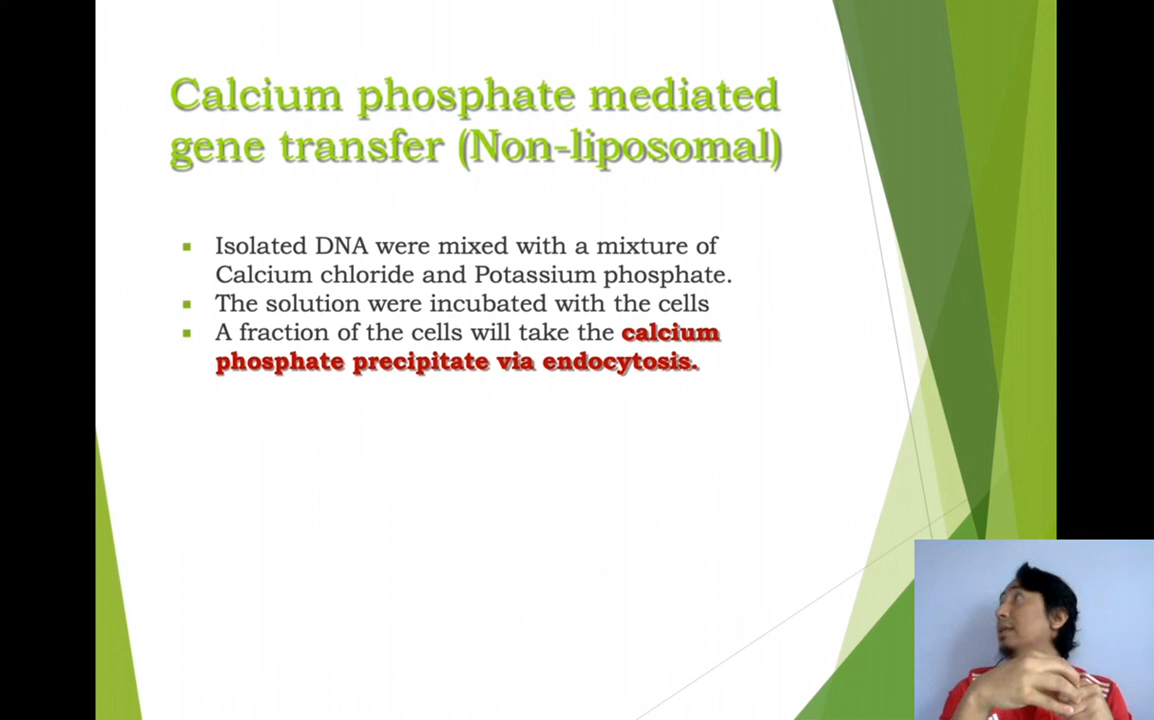 Calcium phosphate mediated
gene transfer (Non-liposomal)
Isolated DNA were mixed with a mixture of
Calcium chloride and Potassium phosphate.
The solution were incubated with the cells
A fraction of the cells will take the calcium
phosphate precipitate via endocytosis.